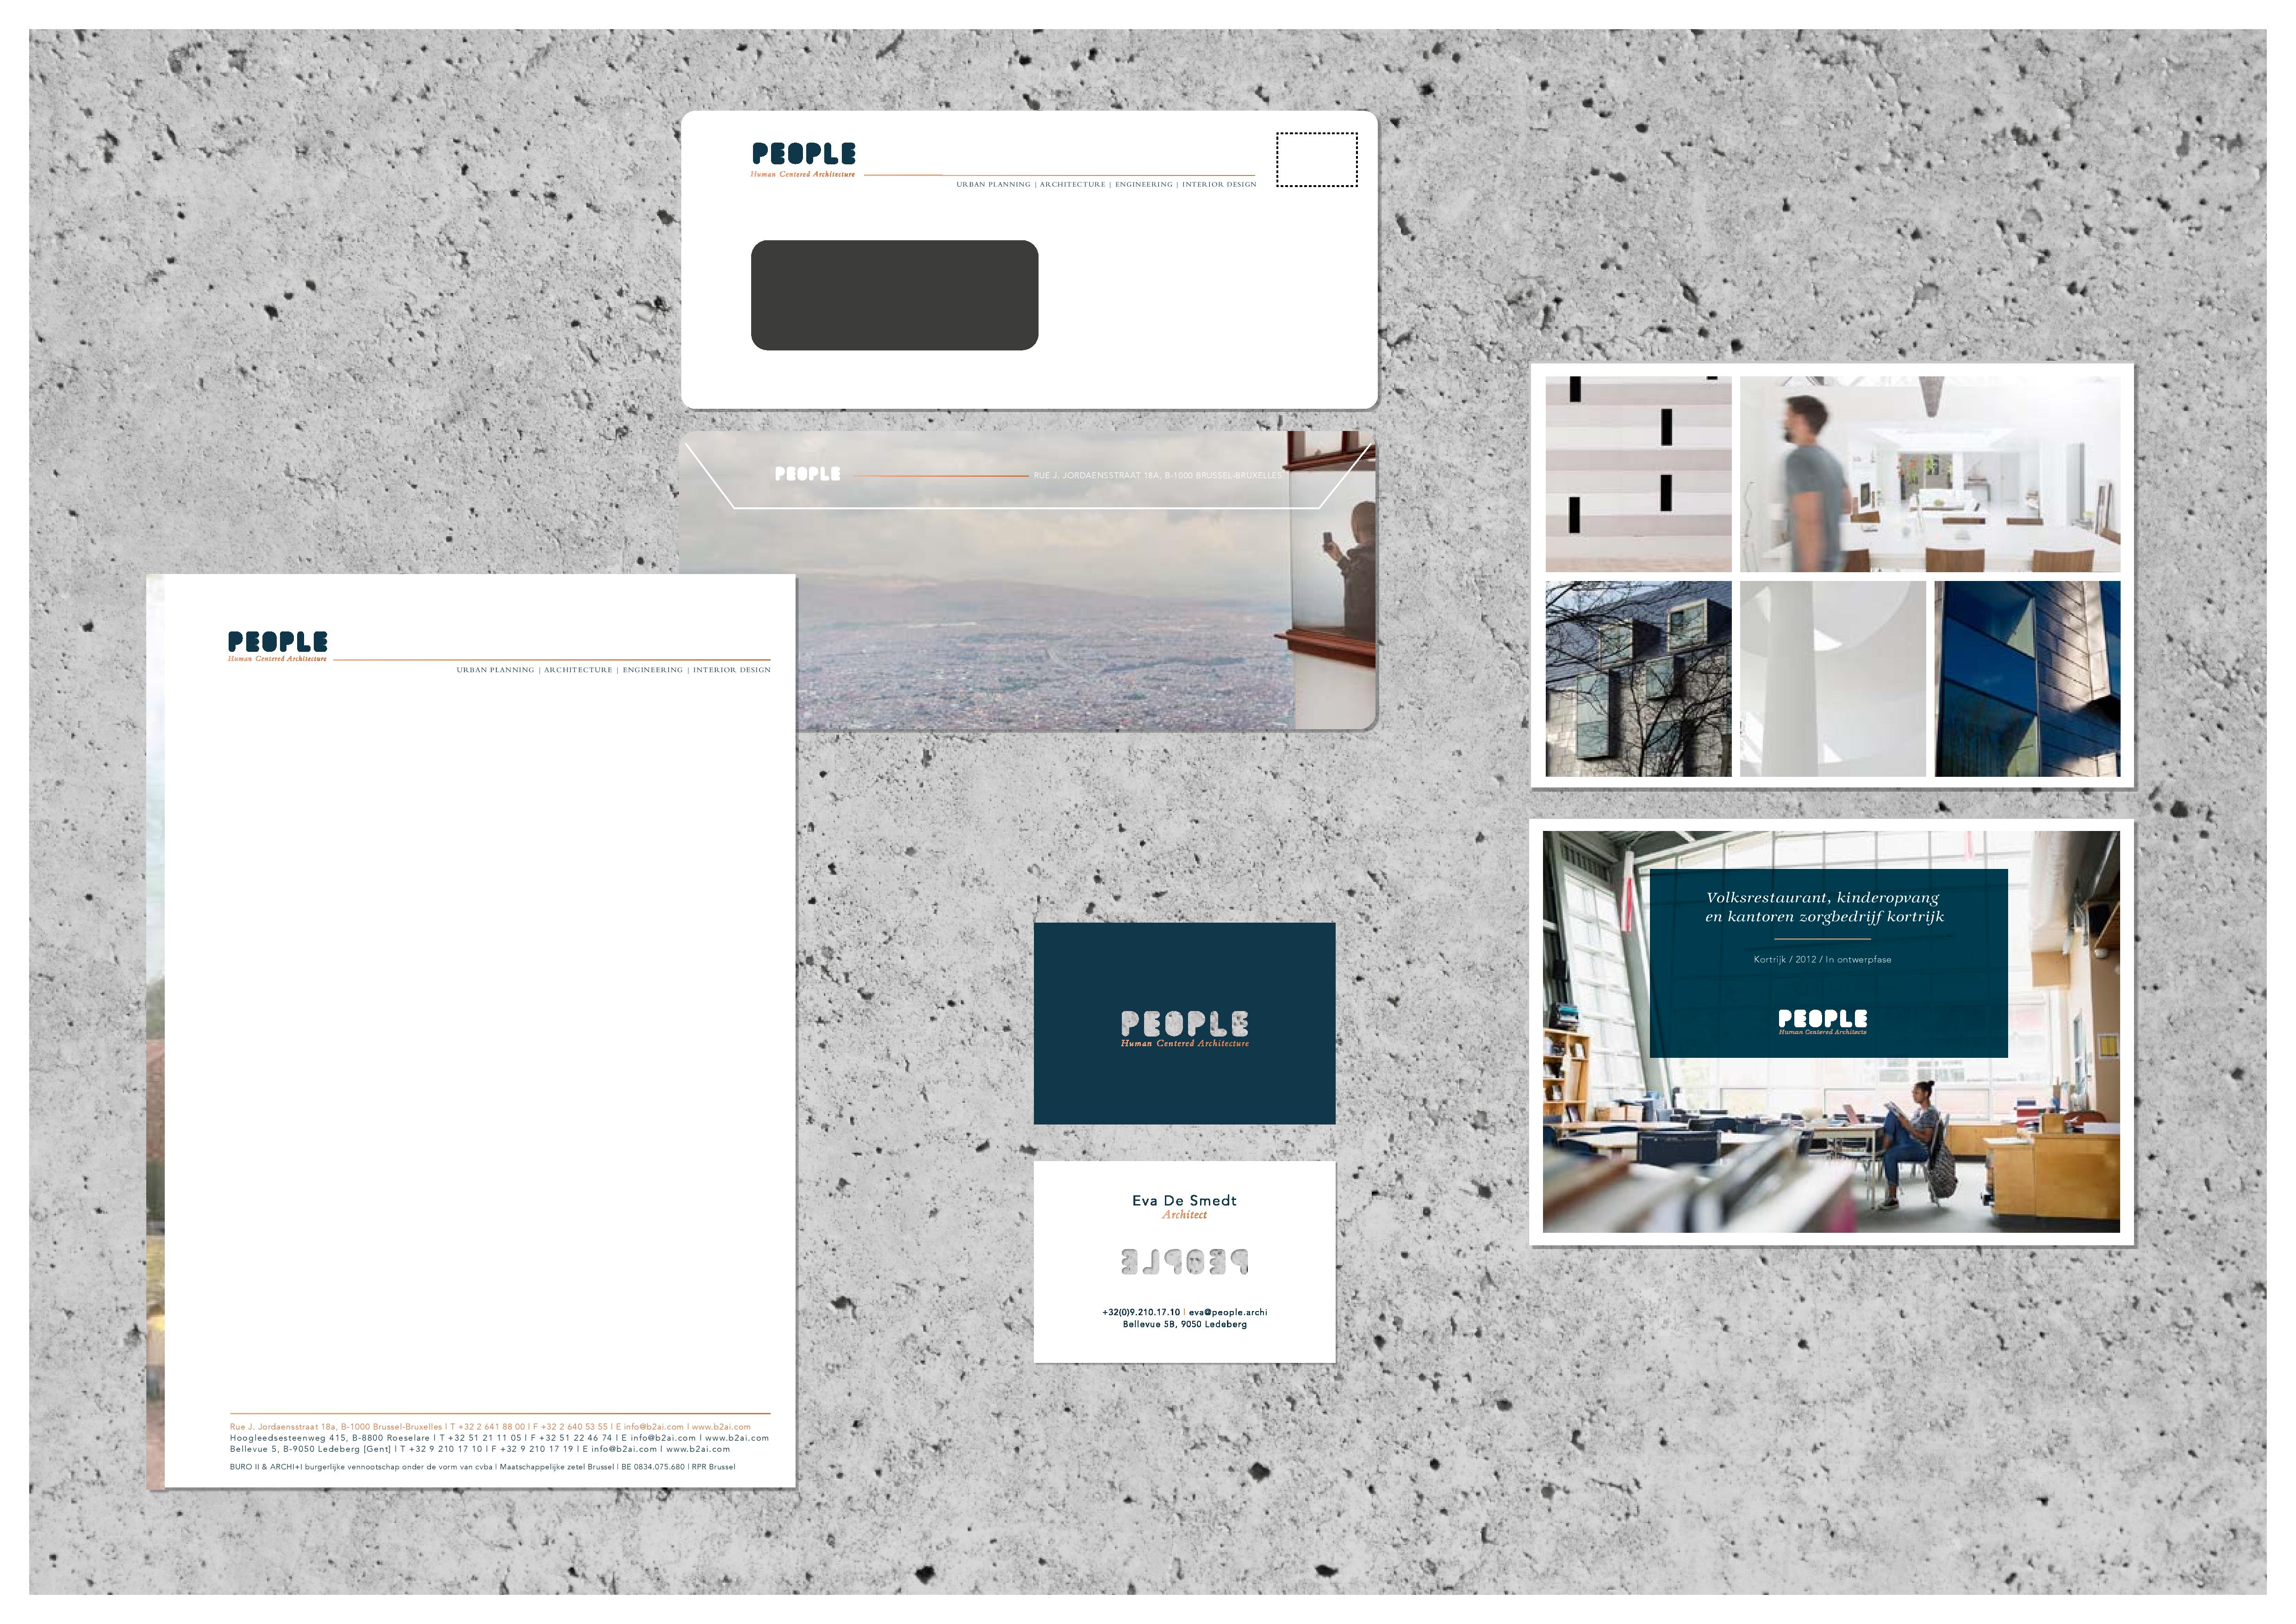 PEOPLE
Human Centered Architecture
URBAN PLANNING | ARCHITECTURE | ENGINEERING | INTERIOR DESIGN
PEOPLE
RUE J. JORDAENSSTRAAT 18A, B-1000 BRUSSEL-BRUXELLES
PEOPLE
Human Centered Architecture
URBAN PLANNING | ARCHITECTURE | ENGINEERING | INTERIOR DESIGN
Rue J. Jordaensstraat 18a, B-1000 Brussel-Bruxelles l T +32 2 641 88 00 l F +32 2 640 53 55 l E info@b2ai.com l www.b2ai.com
Hoogleedsesteenweg 415, B-8800 Roeselare l T +32 51 21 11 05 l F +32 51 22 46 74 l E info@b2ai.com l www.b2ai.com
Bellevue 5, B-9050 Ledeberg [Gent] l T +32 9 210 17 10 l F +32 9 210 17 19 l E info@b2ai.com l www.b2ai.com
BURO II & ARCHI+I burgerlijke vennootschap onder de vorm van cvba l Maatschappelijke zetel Brussel l BE 0834.075.680 l RPR Brussel
PEOPLE
Human Centered Architecture
Eva De Smedt
Architect
PEOPLE
+32(0)9.210.17.10 | eva@people.archi
Bellevue 5B, 9050 Ledeberg
Volksrestaurant, kinderopvang
en kantoren zorgbedrijf kortrijk
Kortrijk / 2012 / In ontwerpfase
PEOPLE
Human Centered Architects